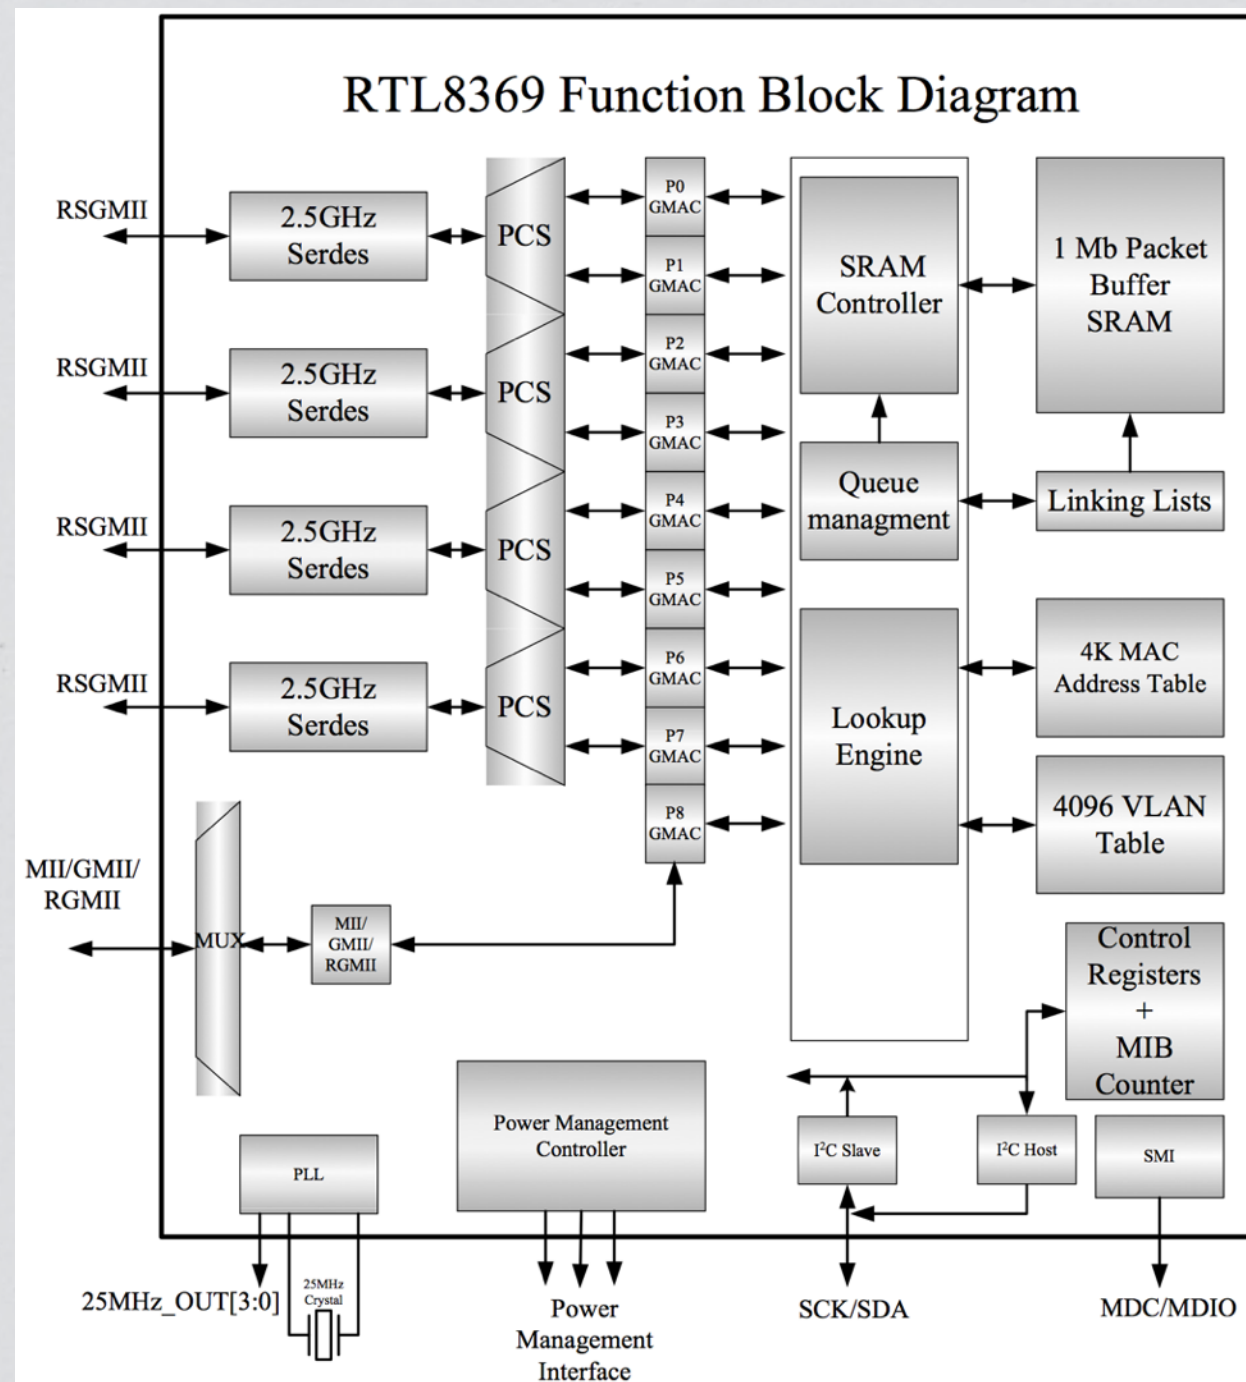 RTL8369 Function Block Diagram
RSGMII
2.5GHz
Serdes
PCS
P0
GMAC
P1
GMAC
SRAM
Controller
1 Mb Packet
Buffer
SRAM
RSGMII
2.5GHz
Serdes
PCS
P2
GMAC
P3
GMAC
Queue
managment
Linking Lists
RSGMII
2.5GHz
Serdes
PCS
P4
GMAC
P5
GMAC
RSGMII
2.5GHz
Serdes
PCS
P6
GMAC
P7
GMAC
Lookup
Engine
4K MAC
Address Table
4096 VLAN
Table
P8
GMAC
MII/GMII/
RGMII
MUX
MII/
GMII/
RGMII
Control
Registers
+
MIB
Counter
Power Management
Controller
I²C Slave
I²C Host
SMI
PLL
25MHz_OUT[3:0]
25MHz
Crystal
Power
Management
Interface
SCK/SDA
MDC/MDIO